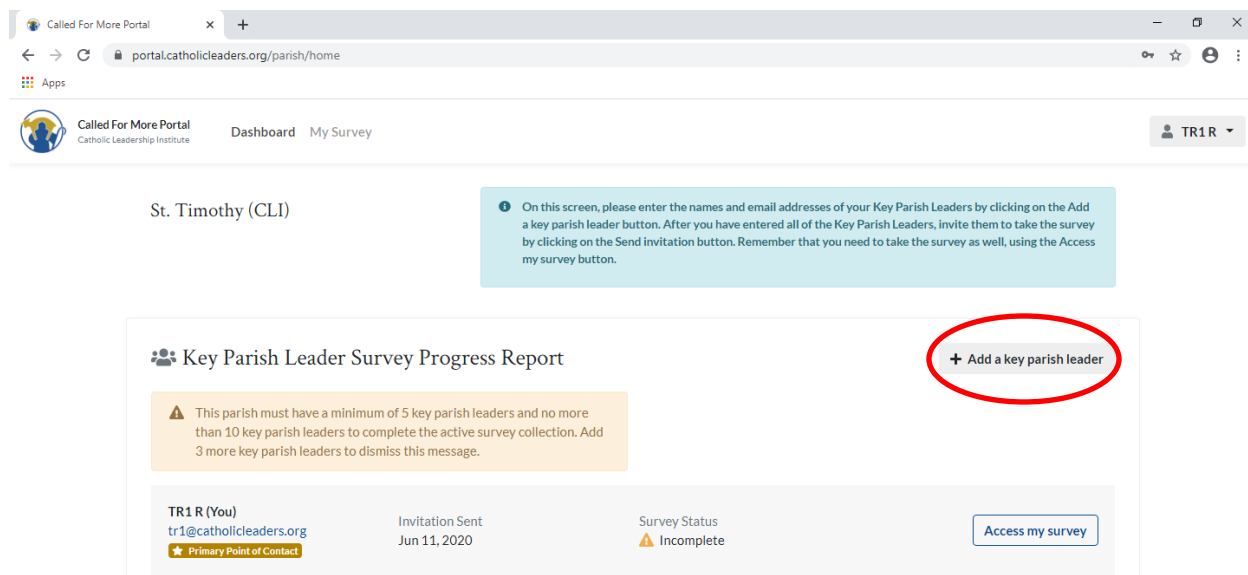 Called For More Portal
portal.catholicleaders.org/parish/home
Apps
Called For More Portal
Catholic Leadership Institute
Dashboard My Survey
TR1 R
St. Timothy (CLI)
On this screen, please enter the names and email addresses of your Key Parish Leaders by clicking on the Add
a key parish leader button. After you have entered all of the Key Parish Leaders, invite them to take the survey
by clicking on the Send invitation button. Remember that you need to take the survey as well, using the Access
my survey button.
Key Parish Leader Survey Progress Report
+ Add a key parish leader
This parish must have a minimum of 5 key parish leaders and no more
than 10 key parish leaders to complete the active survey collection. Add
3 more key parish leaders to dismiss this message.
TR1 R (You)
tr1@catholicleaders.org
Primary Point of Contact
Invitation Sent
Jun 11, 2020
Survey Status
Incomplete
Access my survey